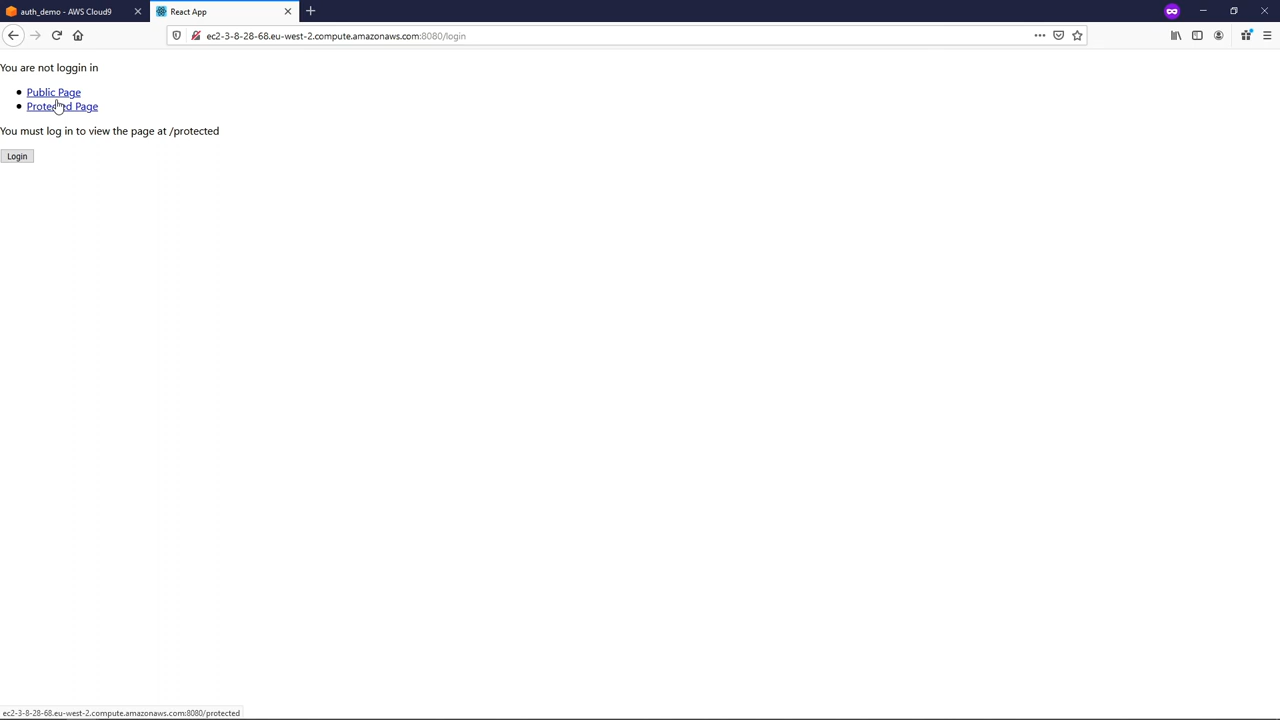 auth_demo - AWS Cloud9
React App
ec2-3-8-28-68.eu-west-2.compute.amazonaws.com:8080/login
You are not loggin in
Public Page
Protected Page
You must log in to view the page at /protected
Login
ec2-3-8-28-68.eu-west-2.compute.amazonaws.com:8080/protected